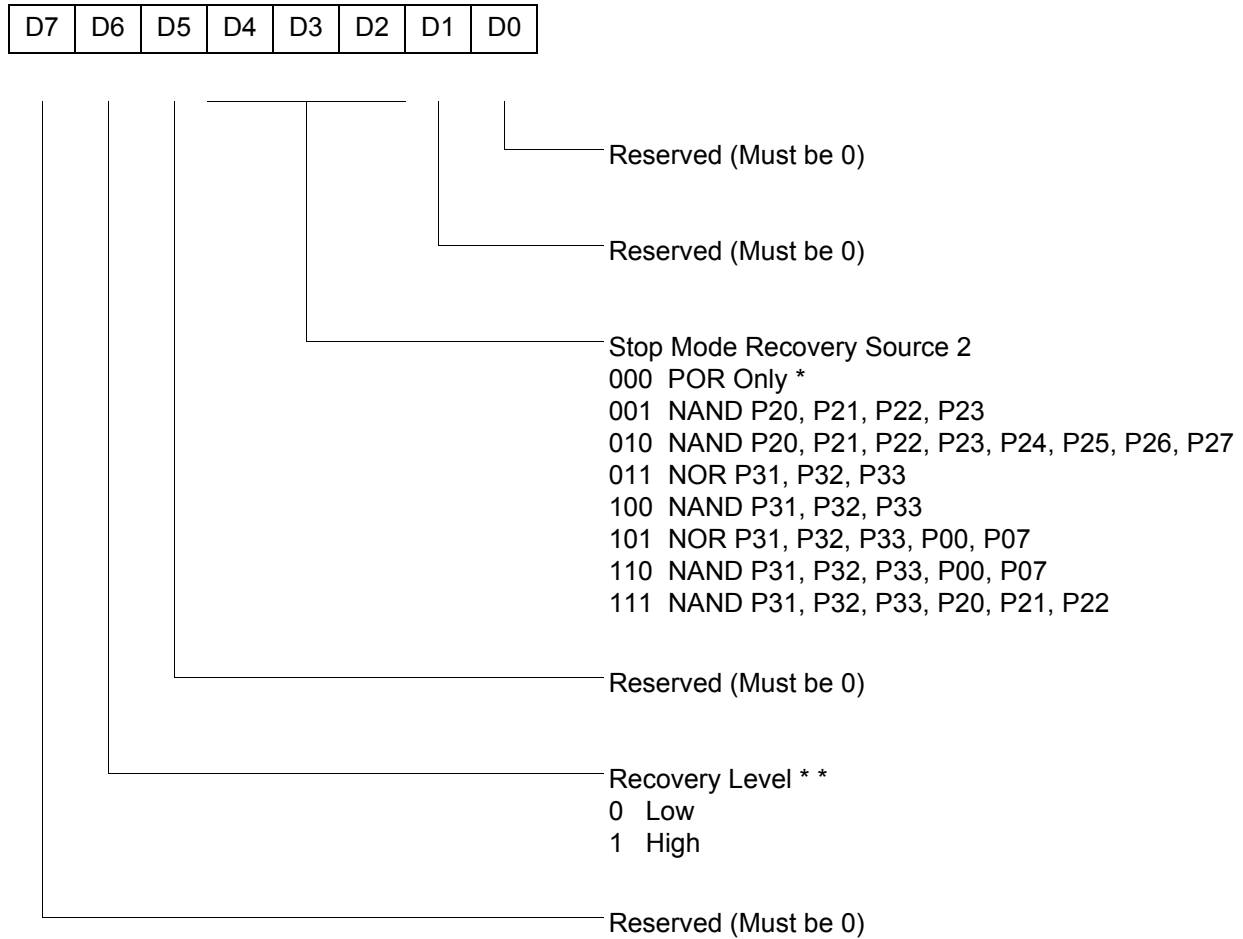 D7 D6 D5 D4 D3 D2 D1 D0
Reserved (Must be 0)
Reserved (Must be 0)
Stop Mode Recovery Source 2
000 POR Only *
001 NAND P20, P21, P22, P23
010 NAND P20, P21, P22, P23, P24, P25, P26, P27
011 NOR P31, P32, P33
100 NAND P31, P32, P33
101 NOR P31, P32, P33, P00, P07
110 NAND P31, P32, P33, P00, P07
111 NAND P31, P32, P33, P20, P21, P22
Reserved (Must be 0)
Recovery Level * *
0 Low
1 High
Reserved (Must be 0)